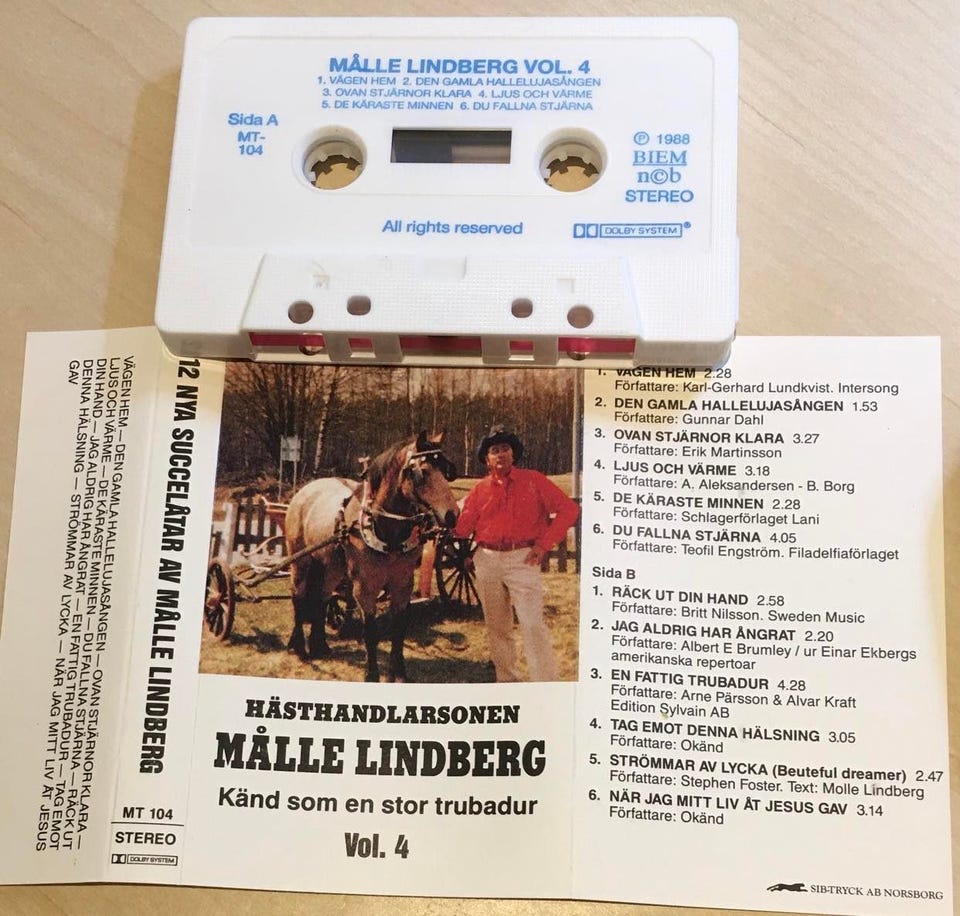 MÅLLE LINDBERG VOL. 4
1. VÄGEN HEM 2. DEN GAMLA HALLELUJASÅNGEN
3. OVAN STJÄRNOR KLARA 4. LJUS OCH VÄRME
5. DE KÄRASTE MINNEN 6. DU FALLNA STJÄRNA
Sida A
MT-
104
℗ 1988
BIEM
n©b
STEREO
All rights reserved
DOLBY SYSTEM®
VÄGEN HEM — DEN GAMLA HALLELUJASÅNGEN — OVAN STJÄRNOR KLARA —
LJUS OCH VÄRME — DE KÄRASTE MINNEN — DU FALLNA STJÄRNA — RÄCK UT
DIN HAND — JAG ALDRIG HAR ÅNGRAT — EN FATTIG TRUBADUR — TAG EMOT
DENNA HÄLSNING — STRÖMMAR AV LYCKA — NÄR JAG MITT LIV ÅT JESUS
GAV
12 NYA SUCCELÅTAR AV MÅLLE LINDBERG
MT 104
STEREO
DOLBY SYSTEM
HÄSTHANDLARSONEN
MÅLLE LINDBERG
Känd som en stor trubadur
Vol. 4
1. VÄGEN HEM 2.28
Författare: Karl-Gerhard Lundkvist. Intersong
2. DEN GAMLA HALLELUJASÅNGEN 1.53
Författare: Gunnar Dahl
3. OVAN STJÄRNOR KLARA 3.27
Författare: Erik Martinsson
4. LJUS OCH VÄRME 3.18
Författare: A. Aleksandersen - B. Borg
5. DE KÄRASTE MINNEN 2.28
Författare: Schlagerförlaget Lani
6. DU FALLNA STJÄRNA 4.05
Författare: Teofil Engström. Filadelfiaförlaget
Sida B
1. RÄCK UT DIN HAND 2.58
Författare: Britt Nilsson. Sweden Music
2. JAG ALDRIG HAR ÅNGRAT 2.20
Författare: Albert E Brumley / ur Einar Ekbergs
amerikanska repertoar
3. EN FATTIG TRUBADUR 4.28
Författare: Arne Pärsson & Alvar Kraft
Edition Sylvain AB
4. TAG EMOT DENNA HÄLSNING 3.05
Författare: Okänd
5. STRÖMMAR AV LYCKA (Beuteful dreamer) 2.47
Författare: Stephen Foster. Text: Molle Lindberg
6. NÄR JAG MITT LIV ÅT JESUS GAV 3.14
Författare: Okänd
SIB-TRYCK AB NORSBORG